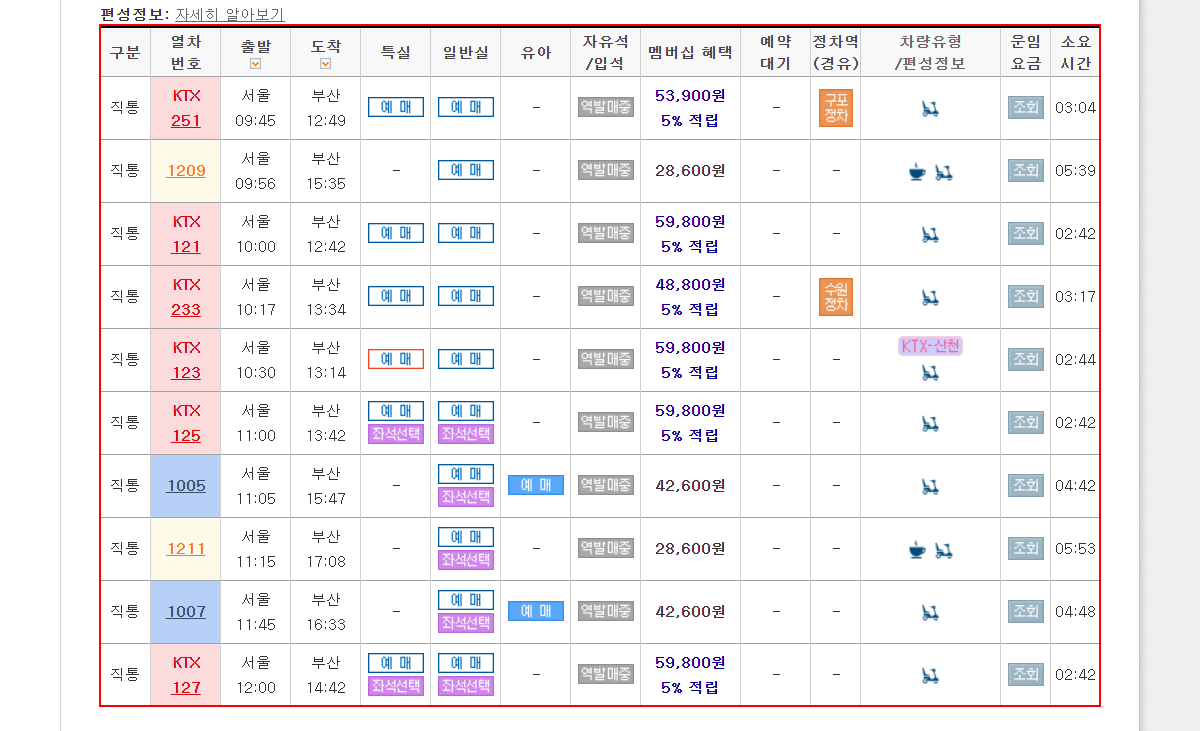 편성정보: 자세히 알아보기
구분 열차 번호 출발 도착 특실 일반실 유아 자유석 /입석 멤버십 혜택 예약 대기 정차역 (경유) 차량유형 /편성정보 운임 요금 소요 시간
직통 KTX 251 서울 09:45 부산 12:49 예 매 예 매 - 역발매중 53,900원 5% 적립 - 구포 정차 조회 03:04
직통 1209 서울 09:56 부산 15:35 - 예 매 - 역발매중 28,600원 - - 조회 05:39
직통 KTX 121 서울 10:00 부산 12:42 예 매 예 매 - 역발매중 59,800원 5% 적립 - - 조회 02:42
직통 KTX 233 서울 10:17 부산 13:34 예 매 예 매 - 역발매중 48,800원 5% 적립 - 수원 정차 조회 03:17
직통 KTX 123 서울 10:30 부산 13:14 예 매 예 매 - 역발매중 59,800원 5% 적립 - - KTX-산천 조회 02:44
직통 KTX 125 서울 11:00 부산 13:42 예 매 좌석선택 예 매 좌석선택 - 역발매중 59,800원 5% 적립 - - 조회 02:42
직통 1005 서울 11:05 부산 15:47 - 예 매 좌석선택 예 매 역발매중 42,600원 - - 조회 04:42
직통 1211 서울 11:15 부산 17:08 - 예 매 좌석선택 - 역발매중 28,600원 - - 조회 05:53
직통 1007 서울 11:45 부산 16:33 - 예 매 좌석선택 예 매 역발매중 42,600원 - - 조회 04:48
직통 KTX 127 서울 12:00 부산 14:42 예 매 좌석선택 예 매 좌석선택 - 역발매중 59,800원 5% 적립 - - 조회 02:42